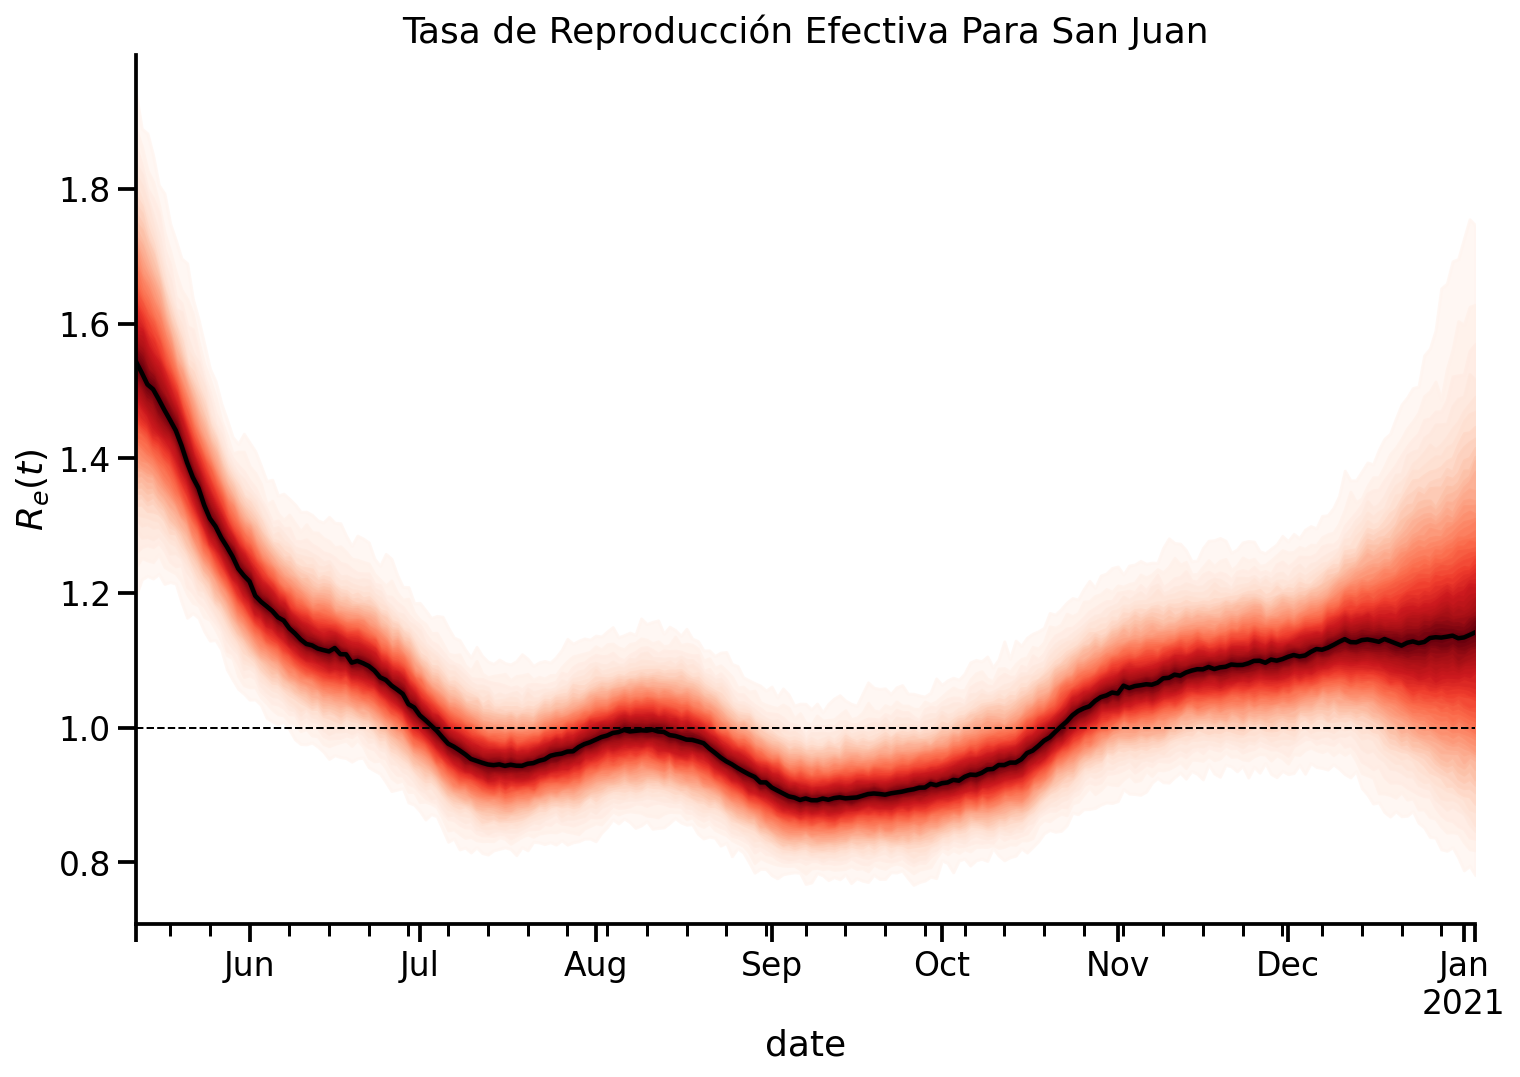 Tasa de Reproducción Efectiva Para San Juan
1.8
1.6
1.4
1.2
1.0
0.8
Rₑ(t)
Jun Jul Aug Sep Oct Nov Dec Jan
2021
date